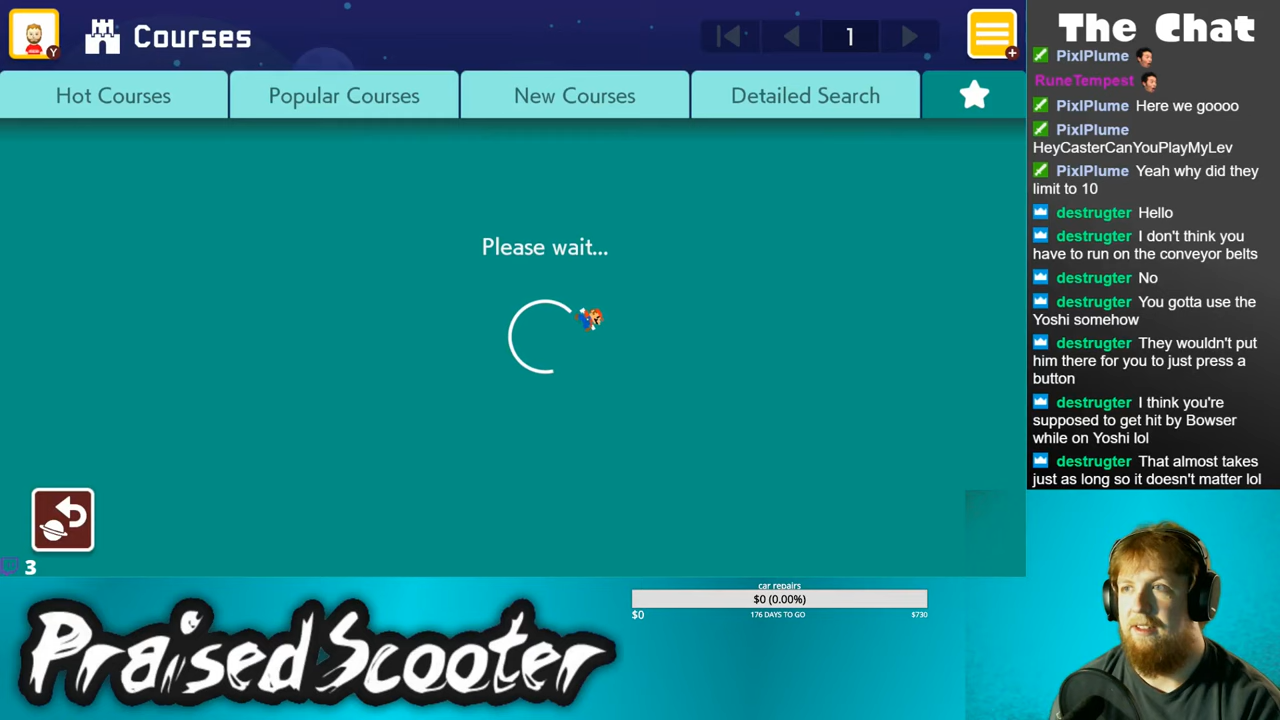 Y
Courses
1
+
Hot Courses
Popular Courses
New Courses
Detailed Search
Please wait...
3
The Chat
PixlPlume
RuneTempest
PixlPlume Here we goooo
PixlPlume
HeyCasterCanYouPlayMyLev
PixlPlume Yeah why did they
limit to 10
destrugter Hello
destrugter I don't think you
have to run on the conveyor belts
destrugter No
destrugter You gotta use the
Yoshi somehow
destrugter They wouldn't put
him there for you to just press a
button
destrugter I think you're
supposed to get hit by Bowser
while on Yoshi lol
destrugter That almost takes
just as long so it doesn't matter lol
car repairs
$0 (0.00%)
$0
176 DAYS TO GO
$730
PraisedScooter